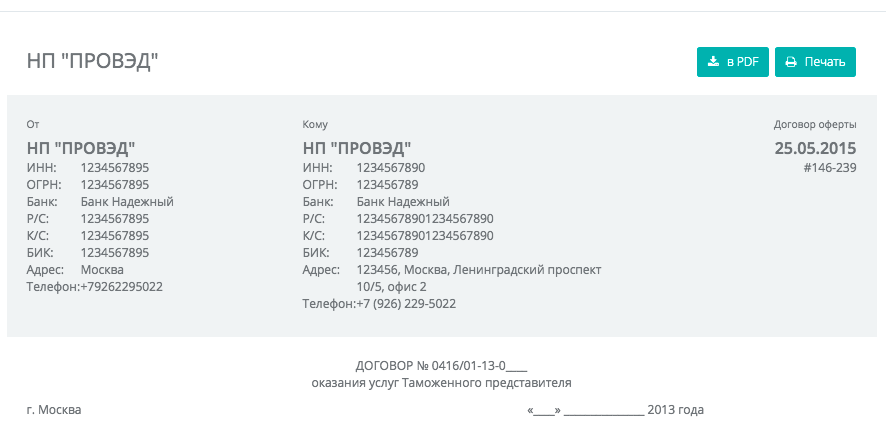 НП "ПРОВЭД"
в PDF
Печать
От
НП "ПРОВЭД"
ИНН: 1234567895
ОГРН: 1234567895
Банк: Банк Надежный
Р/С: 1234567895
К/С: 1234567895
БИК: 1234567895
Адрес: Москва
Телефон:+79262295022
Кому
НП "ПРОВЭД"
ИНН: 1234567890
ОГРН: 123456789
Банк: Банк Надежный
Р/С: 12345678901234567890
К/С: 12345678901234567890
БИК: 123456789
Адрес: 123456, Москва, Ленинградский проспект
10/5, офис 2
Телефон:+7 (926) 229-5022
Договор оферты
25.05.2015
#146-239
ДОГОВОР № 0416/01-13-0___
оказания услуг Таможенного представителя
г. Москва «___» ____________ 2013 года